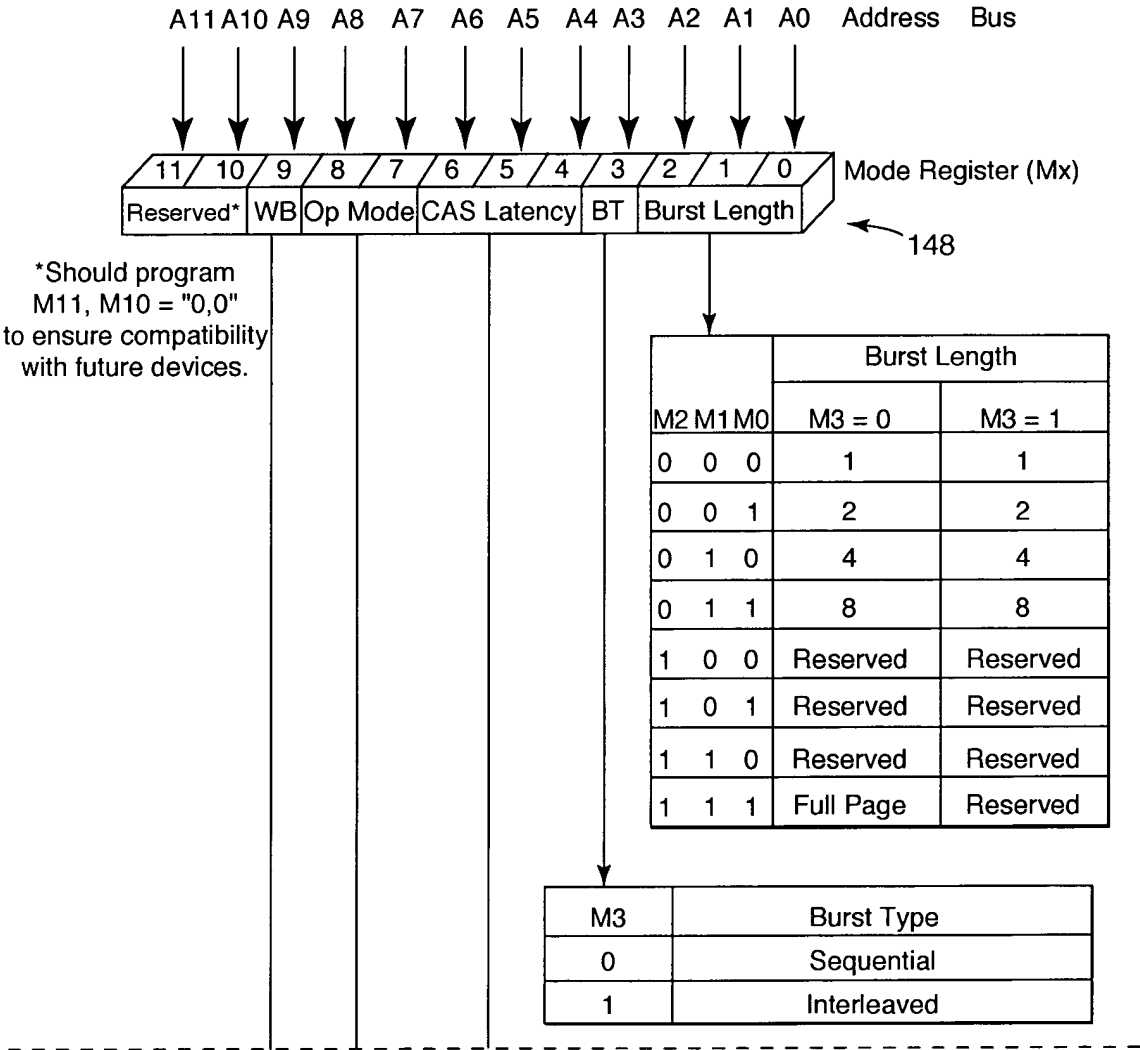 A11 A10 A9 A8 A7 A6 A5 A4 A3 A2 A1 A0 Address Bus
11 10 9 8 7 6 5 4 3 2 1 0 Mode Register (Mx)
Reserved* WB Op Mode CAS Latency BT Burst Length
148
*Should program
M11, M10 = "0,0"
to ensure compatibility
with future devices.
Burst Length
M2 M1 M0 M3 = 0 M3 = 1
0 0 0 1 1
0 0 1 2 2
0 1 0 4 4
0 1 1 8 8
1 0 0 Reserved Reserved
1 0 1 Reserved Reserved
1 1 0 Reserved Reserved
1 1 1 Full Page Reserved
M3 Burst Type
0 Sequential
1 Interleaved